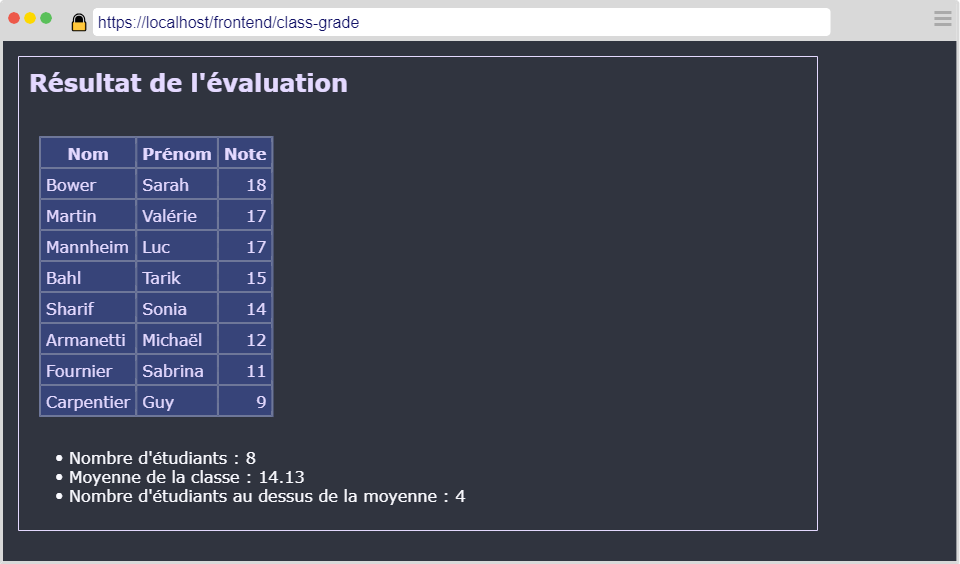 https://localhost/frontend/class-grade
Résultat de l'évaluation
Nom Prénom Note
Bower Sarah 18
Martin Valérie 17
Mannheim Luc 17
Bahl Tarik 15
Sharif Sonia 14
Armanetti Michaël 12
Fournier Sabrina 11
Carpentier Guy 9
• Nombre d'étudiants : 8
• Moyenne de la classe : 14.13
• Nombre d'étudiants au dessus de la moyenne : 4